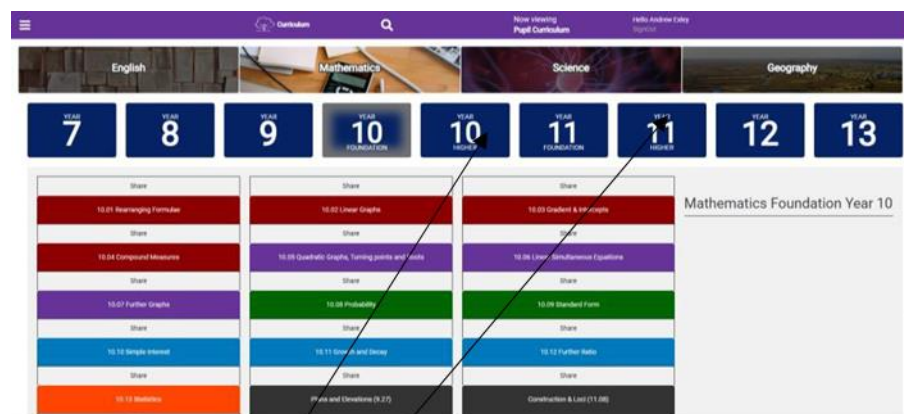 Curriculum
Now viewing
Pupil Curriculum
Hello Andrew Exley
Sign Out
English
Mathematics
Science
Geography
YEAR
7
YEAR
8
YEAR
9
YEAR
10
FOUNDATION
YEAR
10
HIGHER
YEAR
11
FOUNDATION
YEAR
11
HIGHER
YEAR
12
YEAR
13
Share
Share
Share
10.01 Rearranging Formulae
10.02 Linear Graphs
10.03 Gradient & Intercepts
Mathematics Foundation Year 10
Share
Share
Share
10.04 Compound Measures
10.05 Quadratic Graphs, Turning points and Roots
10.06 Linear Simultaneous Equations
Share
Share
Share
10.07 Further Graphs
10.08 Probability
10.09 Standard Form
Share
Share
Share
10.10 Simple Interest
10.11 Growth and Decay
10.12 Further Ratio
Share
Share
Share
10.13 Statistics
Plans and Elevations (9.27)
Construction & Loci (11.08)